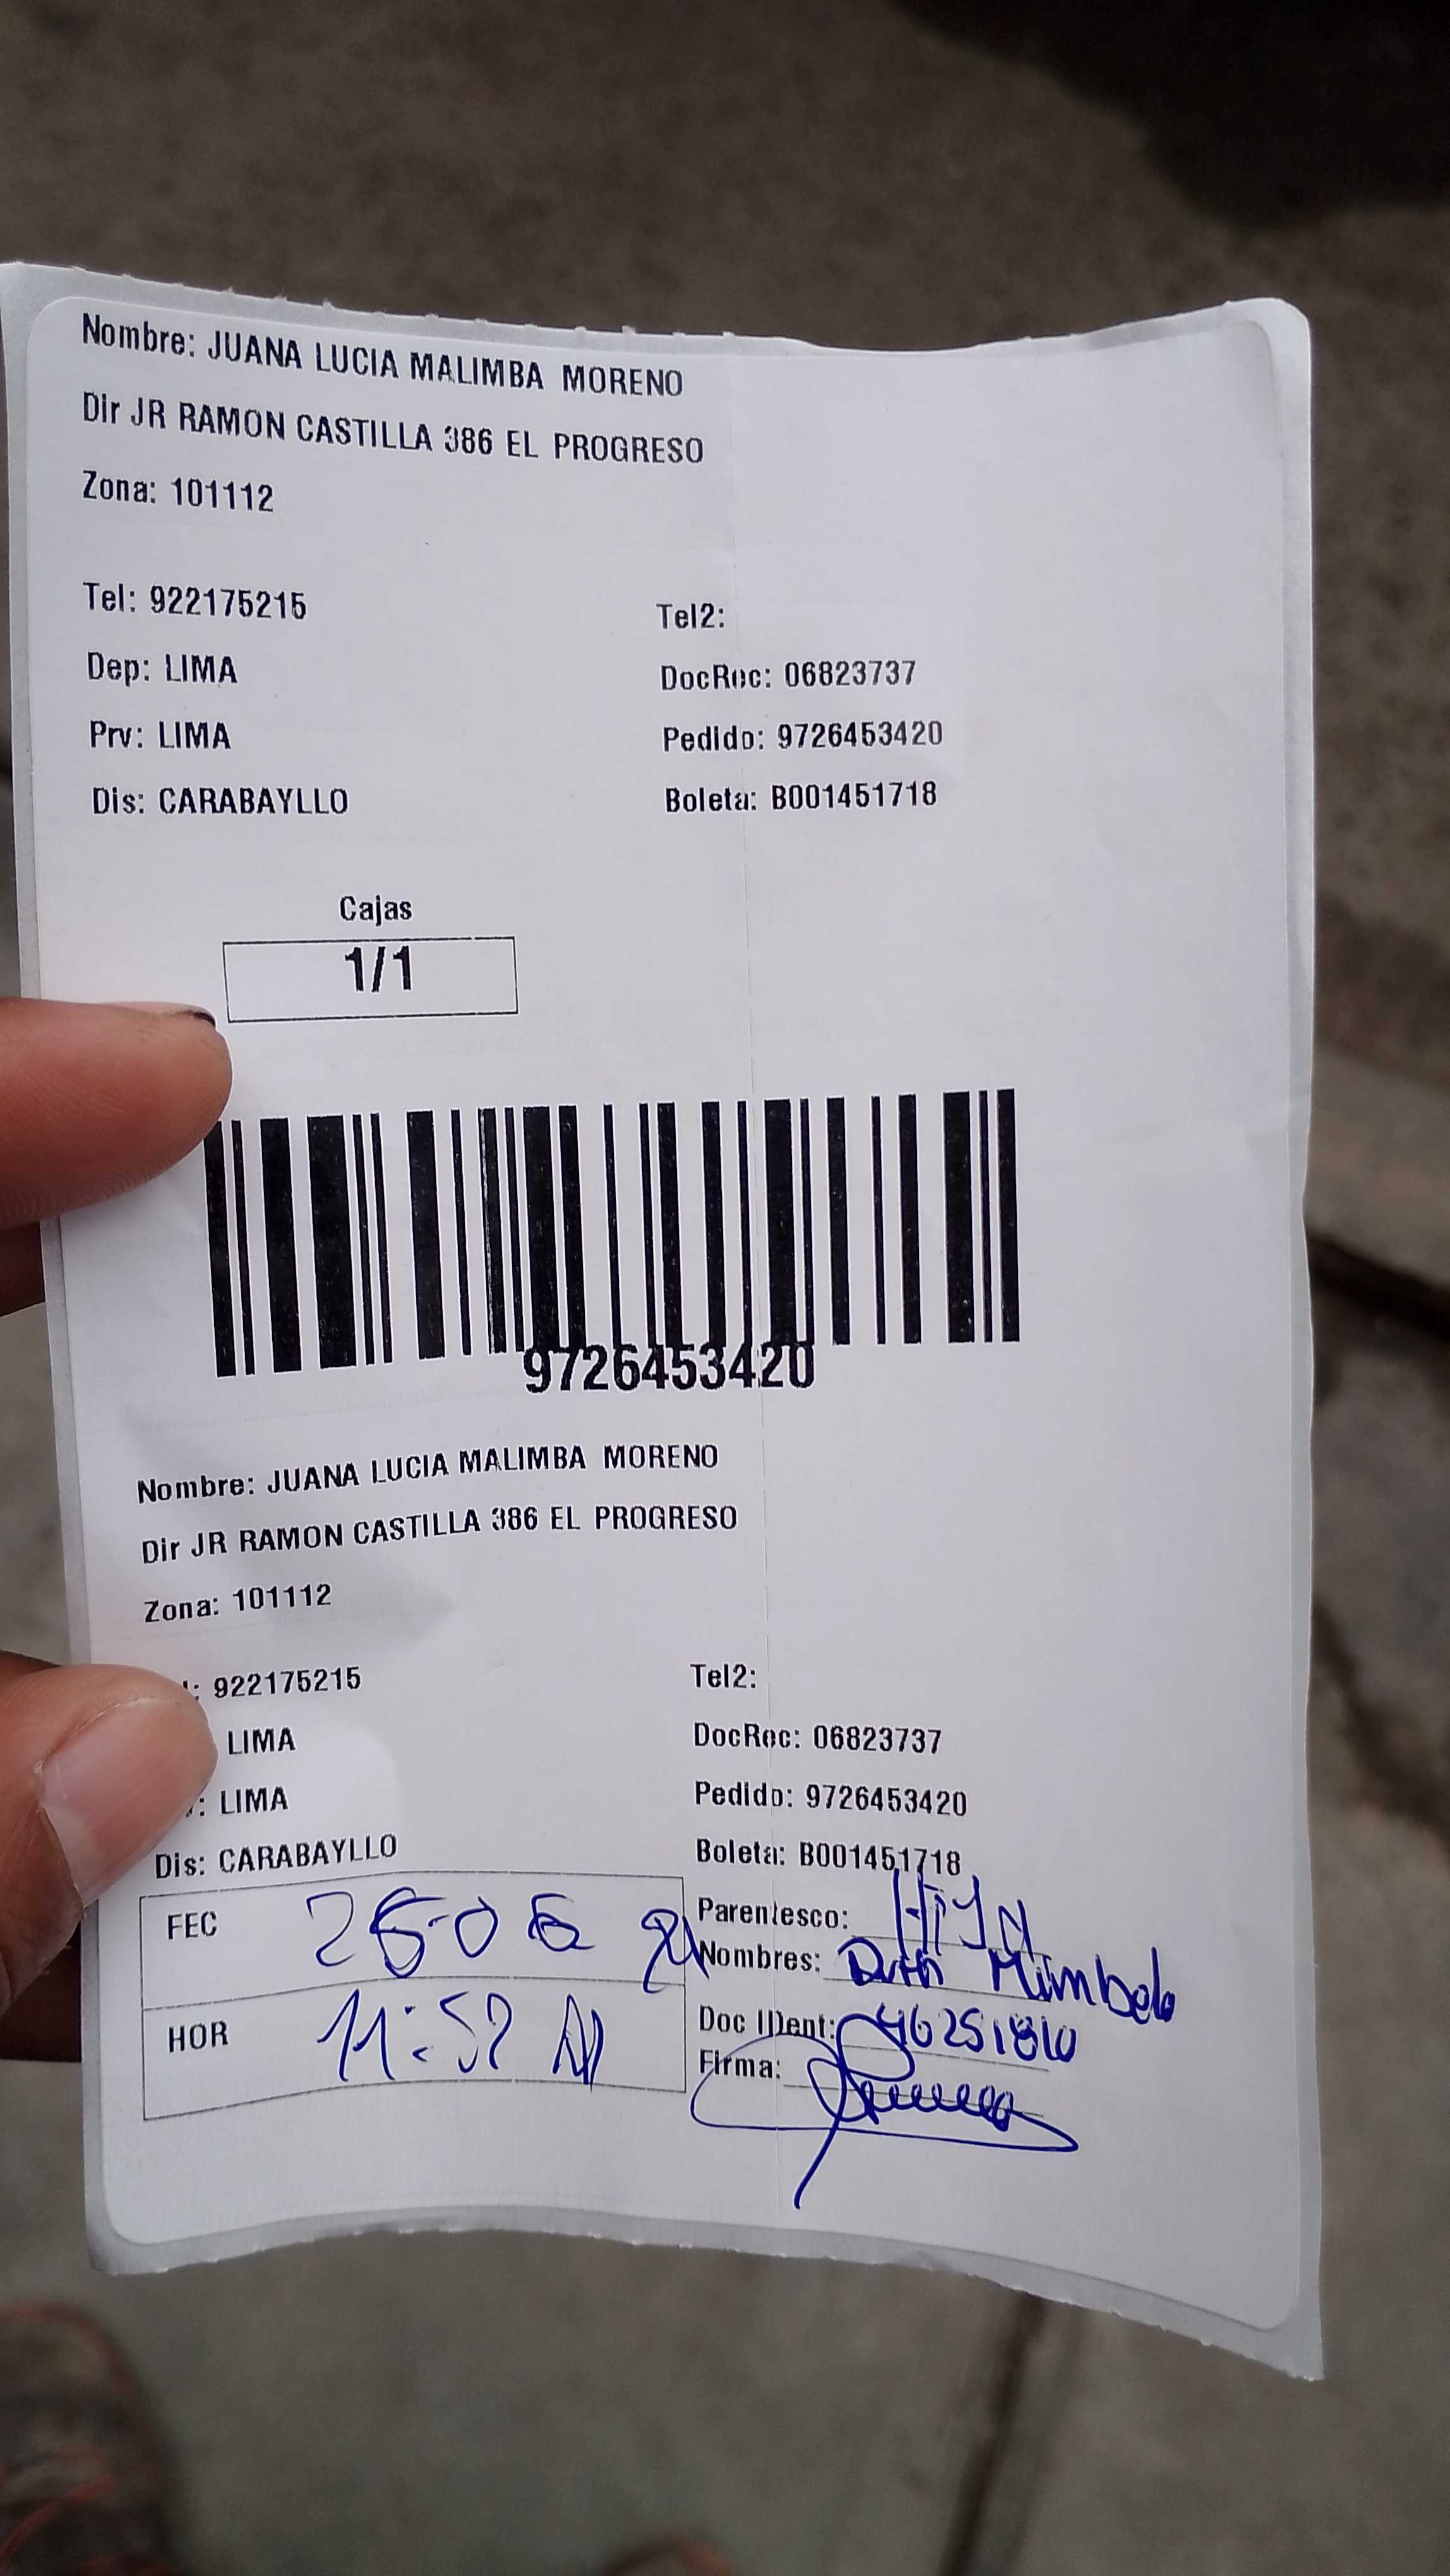 Nombre: JUANA LUCIA MALIMBA MORENO
Dir JR RAMON CASTILLA 386 EL PROGRESO
Zona: 101112
Tel: 922175215 Tel2:
Dep: LIMA DocRec: 06823737
Prv: LIMA Pedido: 9726453420
Dis: CARABAYLLO Boleta: B001451718
Cajas
1/1
9726453420
Nombre: JUANA LUCIA MALIMBA MORENO
Dir JR RAMON CASTILLA 386 EL PROGRESO
Zona: 101112
: 922175215 Tel2:
LIMA DocRec: 06823737
: LIMA Pedido: 9726453420
Dis: CARABAYLLO Boleta: B001451718
FEC Parentesco: HIJA
Nombres:
HOR 11:52 Doc IDent:
Firma: